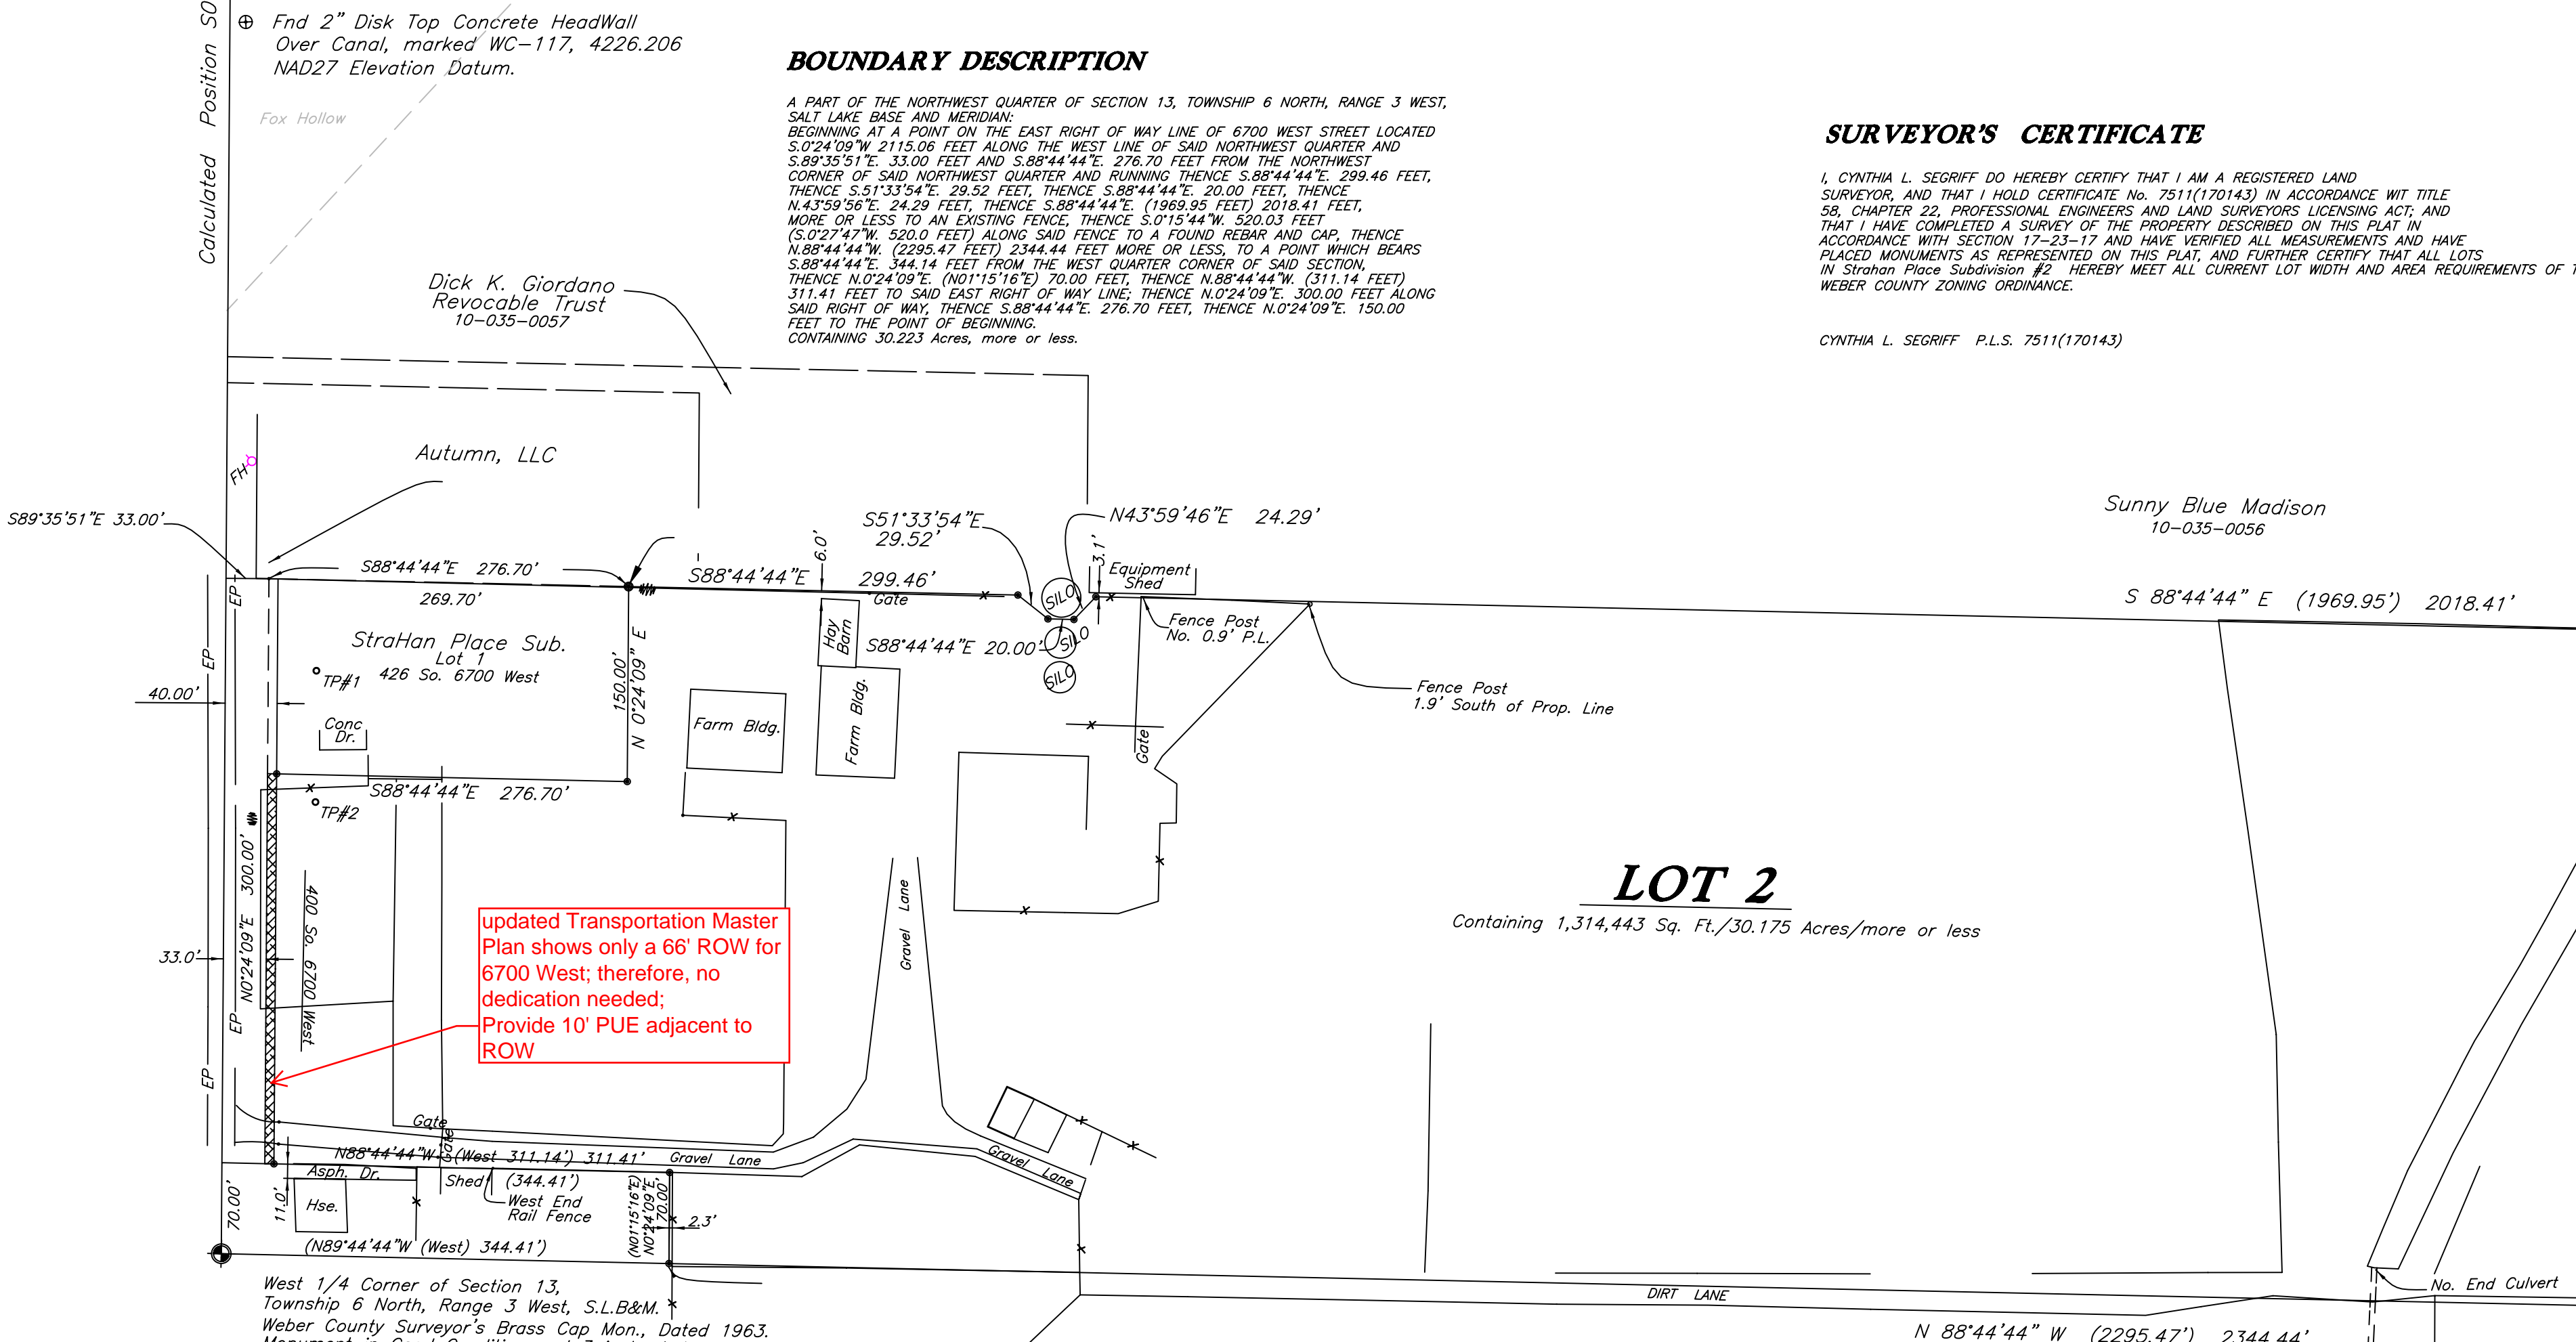 Calculated Position SO
⊕ Fnd 2" Disk Top Concrete HeadWall
Over Canal, marked WC-117, 4226.206
NAD27 Elevation Datum.
Fox Hollow
BOUNDARY DESCRIPTION
A PART OF THE NORTHWEST QUARTER OF SECTION 13, TOWNSHIP 6 NORTH, RANGE 3 WEST,
SALT LAKE BASE AND MERIDIAN:
BEGINNING AT A POINT ON THE EAST RIGHT OF WAY LINE OF 6700 WEST STREET LOCATED
S.0°24'09"W 2115.06 FEET ALONG THE WEST LINE OF SAID NORTHWEST QUARTER AND
S.89°35'51"E. 33.00 FEET AND S.88°44'44"E. 276.70 FEET FROM THE NORTHWEST
CORNER OF SAID NORTHWEST QUARTER AND RUNNING THENCE S.88°44'44"E. 299.46 FEET,
THENCE S.51°33'54"E. 29.52 FEET, THENCE S.88°44'44"E. 20.00 FEET, THENCE
N.43°59'56"E. 24.29 FEET, THENCE S.88°44'44"E. (1969.95 FEET) 2018.41 FEET,
MORE OR LESS TO AN EXISTING FENCE, THENCE S.0°15'44"W. 520.03 FEET
(S.0°27'47"W. 520.0 FEET) ALONG SAID FENCE TO A FOUND REBAR AND CAP, THENCE
N.88°44'44"W. (2295.47 FEET) 2344.44 FEET MORE OR LESS, TO A POINT WHICH BEARS
S.88°44'44"E. 344.14 FEET FROM THE WEST QUARTER CORNER OF SAID SECTION,
THENCE N.0°24'09"E. (N01°15'16"E) 70.00 FEET, THENCE N.88°44'44"W. (311.14 FEET)
311.41 FEET TO SAID EAST RIGHT OF WAY LINE; THENCE N.0°24'09"E. 300.00 FEET ALONG
SAID RIGHT OF WAY, THENCE S.88°44'44"E. 276.70 FEET, THENCE N.0°24'09"E. 150.00
FEET TO THE POINT OF BEGINNING.
CONTAINING 30.223 Acres, more or less.
SURVEYOR'S CERTIFICATE
I, CYNTHIA L. SEGRIFF DO HEREBY CERTIFY THAT I AM A REGISTERED LAND
SURVEYOR, AND THAT I HOLD CERTIFICATE No. 7511(170143) IN ACCORDANCE WIT TITLE
58, CHAPTER 22, PROFESSIONAL ENGINEERS AND LAND SURVEYORS LICENSING ACT; AND
THAT I HAVE COMPLETED A SURVEY OF THE PROPERTY DESCRIBED ON THIS PLAT IN
ACCORDANCE WITH SECTION 17-23-17 AND HAVE VERIFIED ALL MEASUREMENTS AND HAVE
PLACED MONUMENTS AS REPRESENTED ON THIS PLAT, AND FURTHER CERTIFY THAT ALL LOTS
IN Strahan Place Subdivision #2 HEREBY MEET ALL CURRENT LOT WIDTH AND AREA REQUIREMENTS OF T
WEBER COUNTY ZONING ORDINANCE.
CYNTHIA L. SEGRIFF P.L.S. 7511(170143)
Dick K. Giordano
Revocable Trust
10-035-0057
Autumn, LLC
FH
S89°35'51"E 33.00'
Sunny Blue Madison
10-035-0056
S51°33'54"E
29.52'
N43°59'46"E 24.29'
S88°44'44"E 276.70'
269.70'
S88°44'44"E 299.46'
6.0'
3.1'
Gate
Equipment
Shed
SILO
SILO
SILO
Fence Post
No. 0.9' P.L.
S 88°44'44" E (1969.95') 2018.41'
S88°44'44"E 20.00'
Hay
Barn
StraHan Place Sub.
Lot 1
426 So. 6700 West
TP#1
EP
EP
40.00'
150.00'
N 0°24'09" E
Farm Bldg.
Farm Bldg.
Fence Post
1.9' South of Prop. Line
Conc
Dr.
Gate
S88°44'44"E 276.70'
TP#2
N0°24'09"E 300.00'
400 So. 6700 West
33.0'
EP
EP
updated Transportation Master
Plan shows only a 66' ROW for
6700 West; therefore, no
dedication needed;
Provide 10' PUE adjacent to
ROW
Gravel Lane
LOT 2
Containing 1,314,443 Sq. Ft./30.175 Acres/more or less
Gate
Gate
N88°44'44"W (West 311.14') 311.41' Gravel Lane
Gravel Lane
Asph. Dr.
Shed
(344.41')
Hse.
West End
Rail Fence
70.00'
11.0'
(N01°15'16"E)
N0°24'09"E
70.00'
2.3'
(N89°44'44"W (West) 344.41')
DIRT LANE
No. End Culvert
West 1/4 Corner of Section 13,
Township 6 North, Range 3 West, S.L.B&M.
Weber County Surveyor's Brass Cap Mon., Dated 1963.
N 88°44'44" W (2295.47') 2344.44'